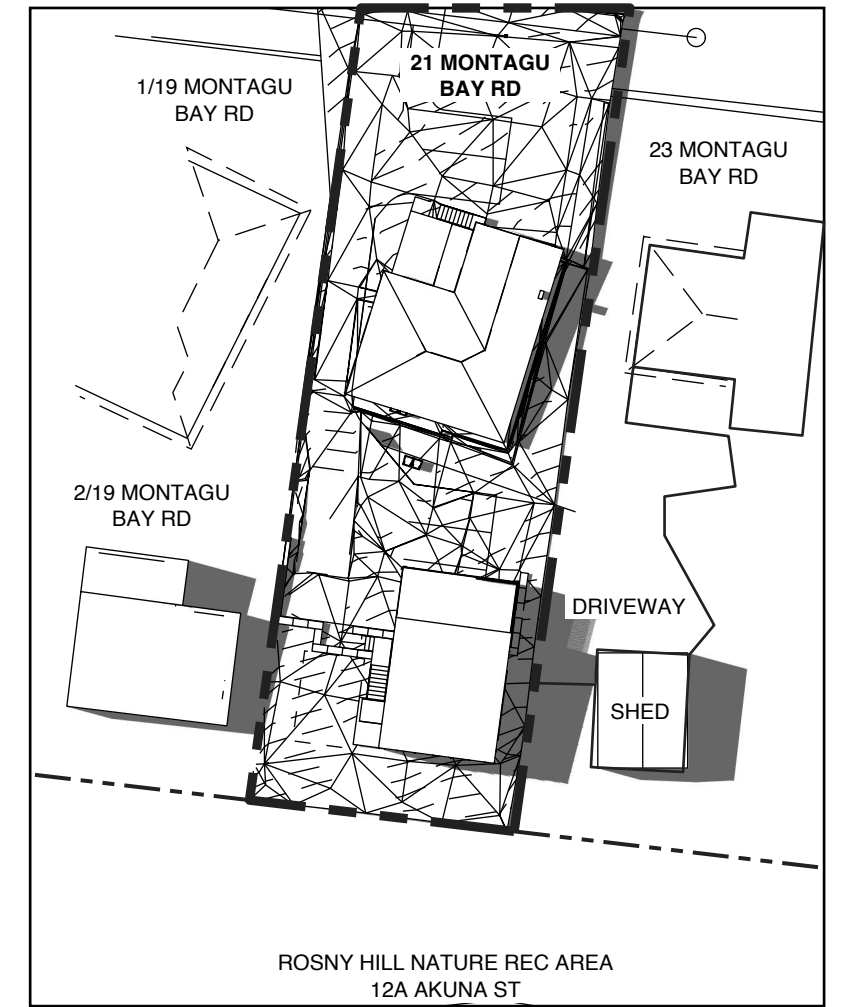 21 MONTAGU
BAY RD
1/19 MONTAGU
BAY RD
23 MONTAGU
BAY RD
2/19 MONTAGU
BAY RD
DRIVEWAY
SHED
ROSNY HILL NATURE REC AREA
12A AKUNA ST